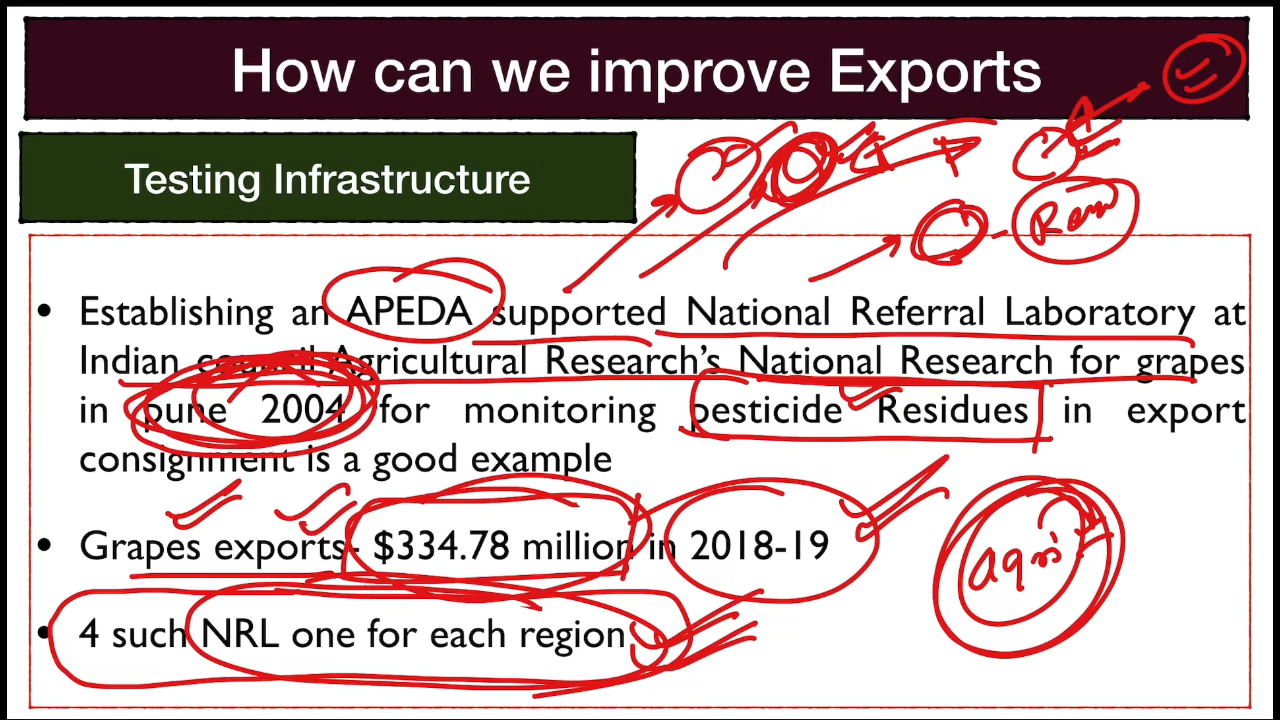 How can we improve Exports
Testing Infrastructure
• Establishing an APEDA supported National Referral Laboratory at
Indian council Agricultural Research's National Research for grapes
in pune 2004 for monitoring pesticide Residues in export
consignment is a good example
• Grapes exports- $334.78 million in 2018-19
• 4 such NRL one for each region